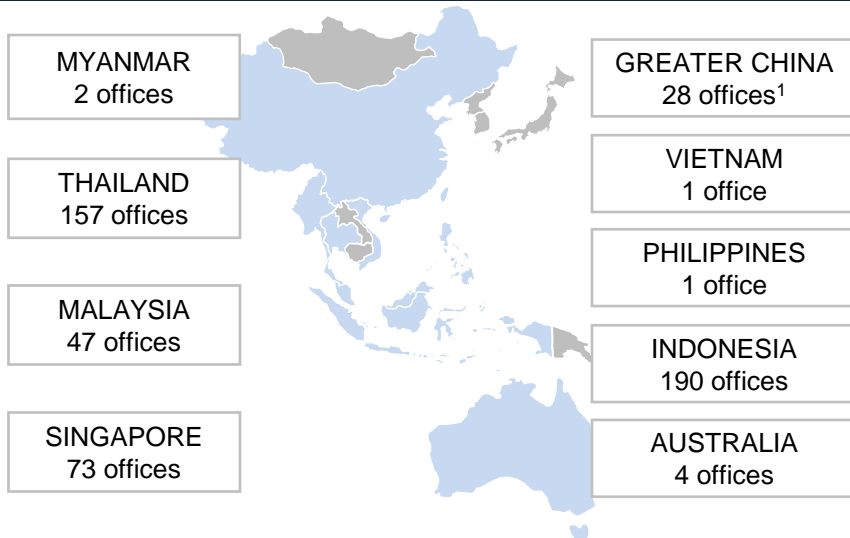 MYANMAR
2 offices
THAILAND
157 offices
MALAYSIA
47 offices
SINGAPORE
73 offices
GREATER CHINA
28 offices¹
VIETNAM
1 office
PHILIPPINES
1 office
INDONESIA
190 offices
AUSTRALIA
4 offices